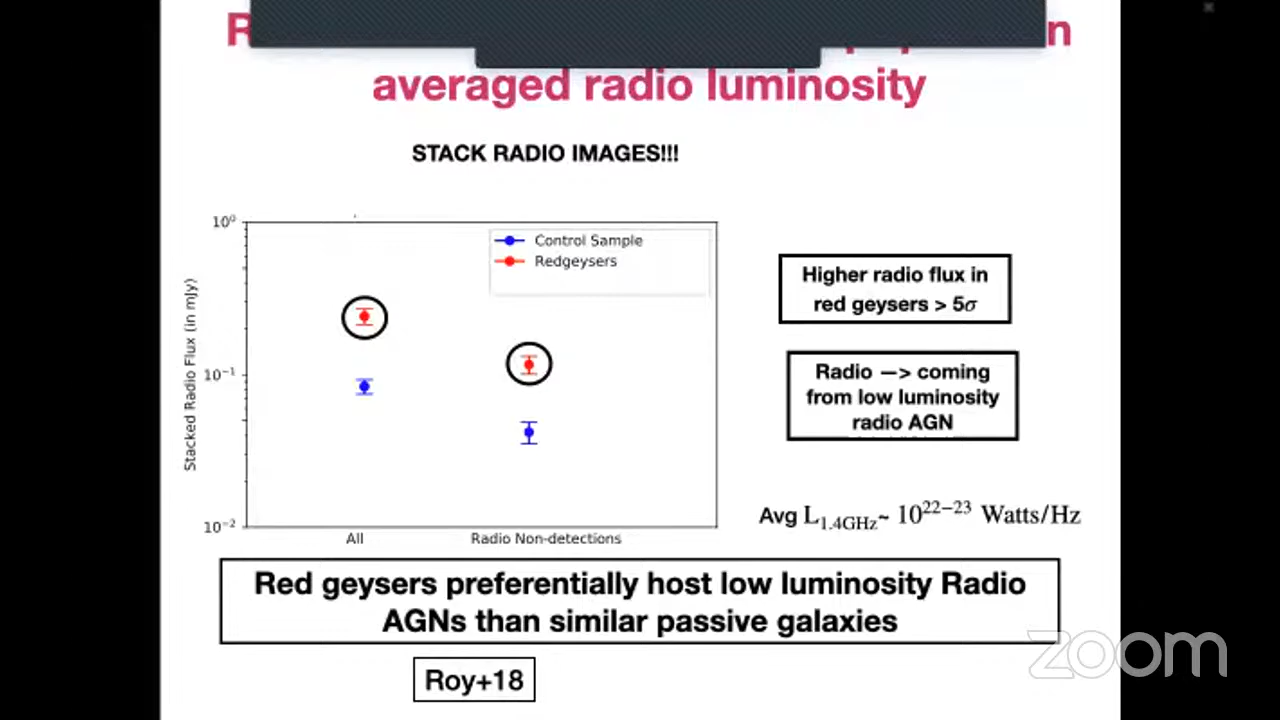 averaged radio luminosity
STACK RADIO IMAGES!!!
10⁰
Control Sample
Redgeysers
Stacked Radio Flux (in mJy)
10⁻¹
10⁻²
All
Radio Non-detections
Higher radio flux in
red geysers > 5σ
Radio —> coming
from low luminosity
radio AGN
Avg L₁.₄GHz~ 10²²⁻²³ Watts/Hz
Red geysers preferentially host low luminosity Radio
AGNs than similar passive galaxies
Roy+18
zoom